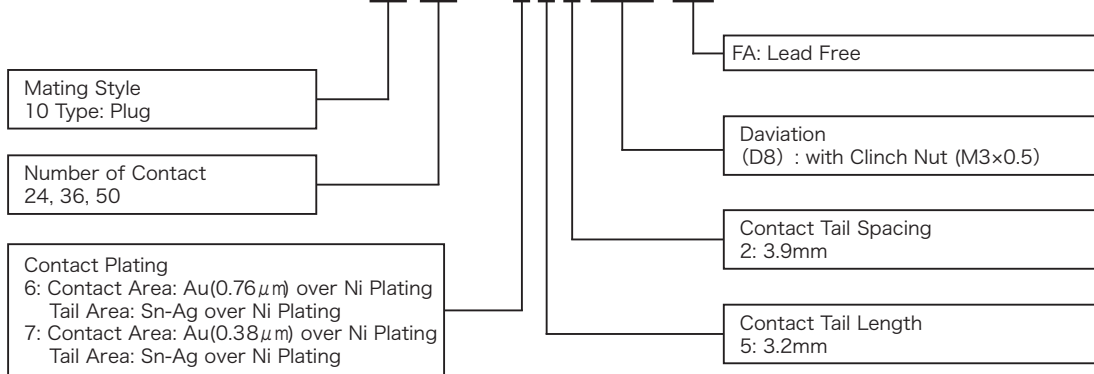 Mating Style
10 Type: Plug
Number of Contact
24, 36, 50
Contact Plating
6: Contact Area: Au(0.76μm) over Ni Plating
Tail Area: Sn-Ag over Ni Plating
7: Contact Area: Au(0.38μm) over Ni Plating
Tail Area: Sn-Ag over Ni Plating
FA: Lead Free
Daviation
(D8) : with Clinch Nut (M3×0.5)
Contact Tail Spacing
2: 3.9mm
Contact Tail Length
5: 3.2mm